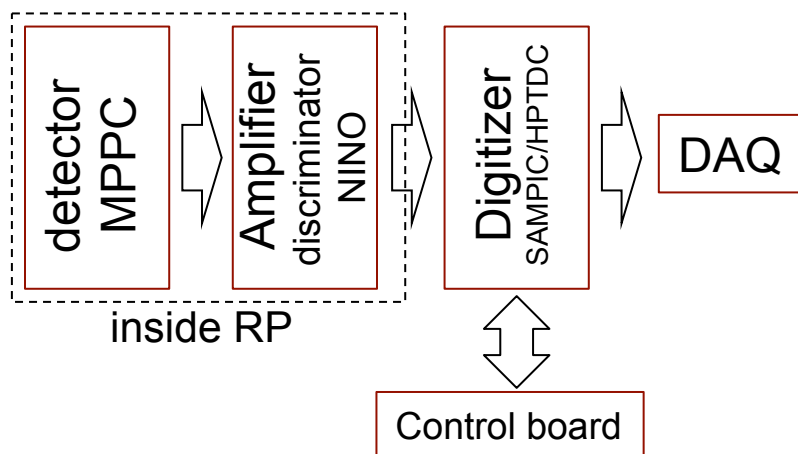 detector
MPPC
Amplifier
discriminator
NINO
Digitizer
SAMPIC/HPTDC
DAQ
inside RP
Control board